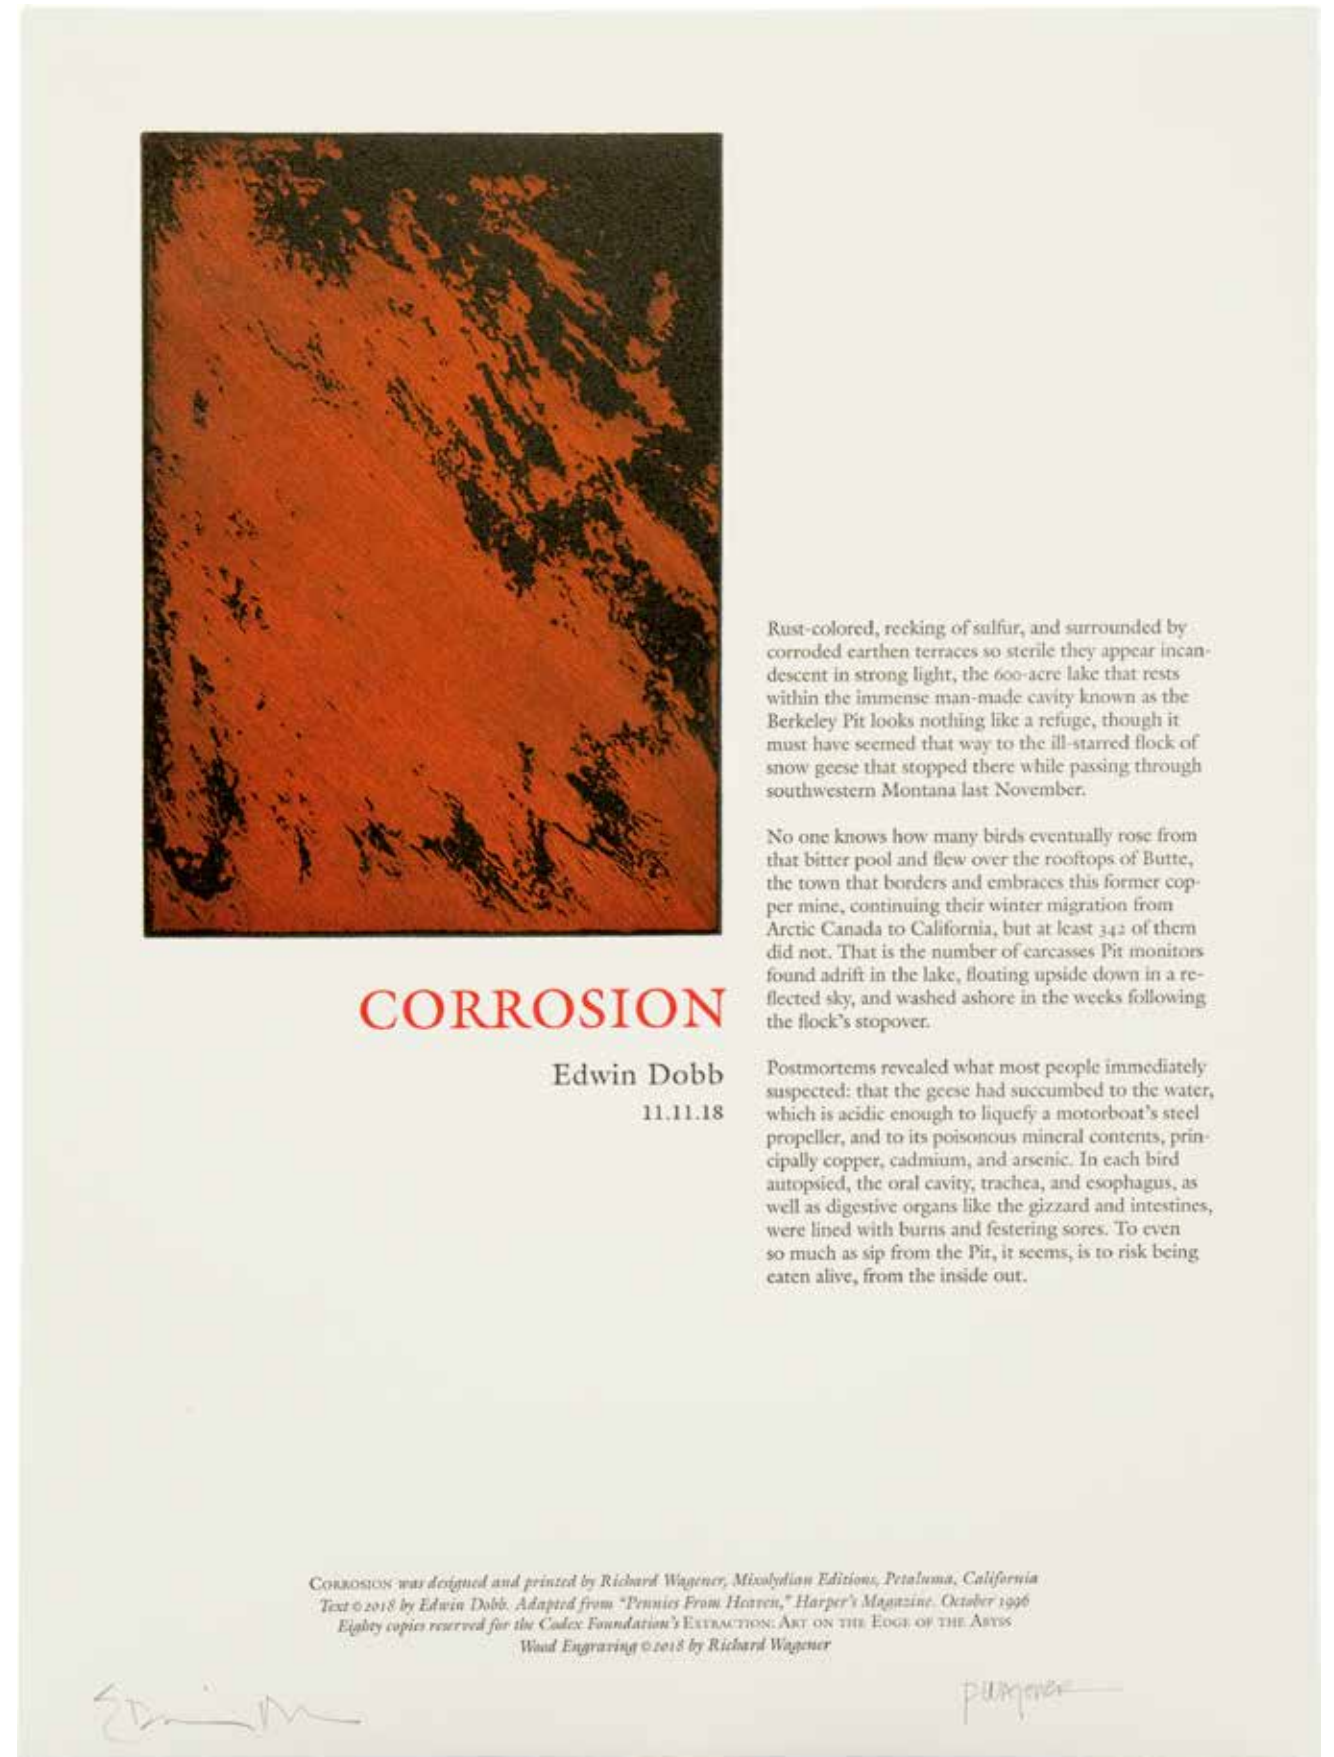 CORROSION
Edwin Dobb
11.11.18
Rust-colored, reeking of sulfur, and surrounded by
corroded earthen terraces so sterile they appear incan-
descent in strong light, the 600-acre lake that rests
within the immense man-made cavity known as the
Berkeley Pit looks nothing like a refuge, though it
must have seemed that way to the ill-starred flock of
snow geese that stopped there while passing through
southwestern Montana last November.
No one knows how many birds eventually rose from
that bitter pool and flew over the rooftops of Butte,
the town that borders and embraces this former cop-
per mine, continuing their winter migration from
Arctic Canada to California, but at least 342 of them
did not. That is the number of carcasses Pit monitors
found adrift in the lake, floating upside down in a re-
flected sky, and washed ashore in the weeks following
the flock's stopover.
Postmortems revealed what most people immediately
suspected: that the geese had succumbed to the water,
which is acidic enough to liquefy a motorboat's steel
propeller, and to its poisonous mineral contents, prin-
cipally copper, cadmium, and arsenic. In each bird
autopsied, the oral cavity, trachea, and esophagus, as
well as digestive organs like the gizzard and intestines,
were lined with burns and festering sores. To even
so much as sip from the Pit, it seems, is to risk being
eaten alive, from the inside out.
CORROSION was designed and printed by Richard Wagener, Mixolydian Editions, Petaluma, California
Text © 2018 by Edwin Dobb. Adapted from "Pennies From Heaven," Harper's Magazine. October 1996
Eighty copies reserved for the Codex Foundation's EXTRACTION: ART ON THE EDGE OF THE ABYSS
Wood Engraving © 2018 by Richard Wagener